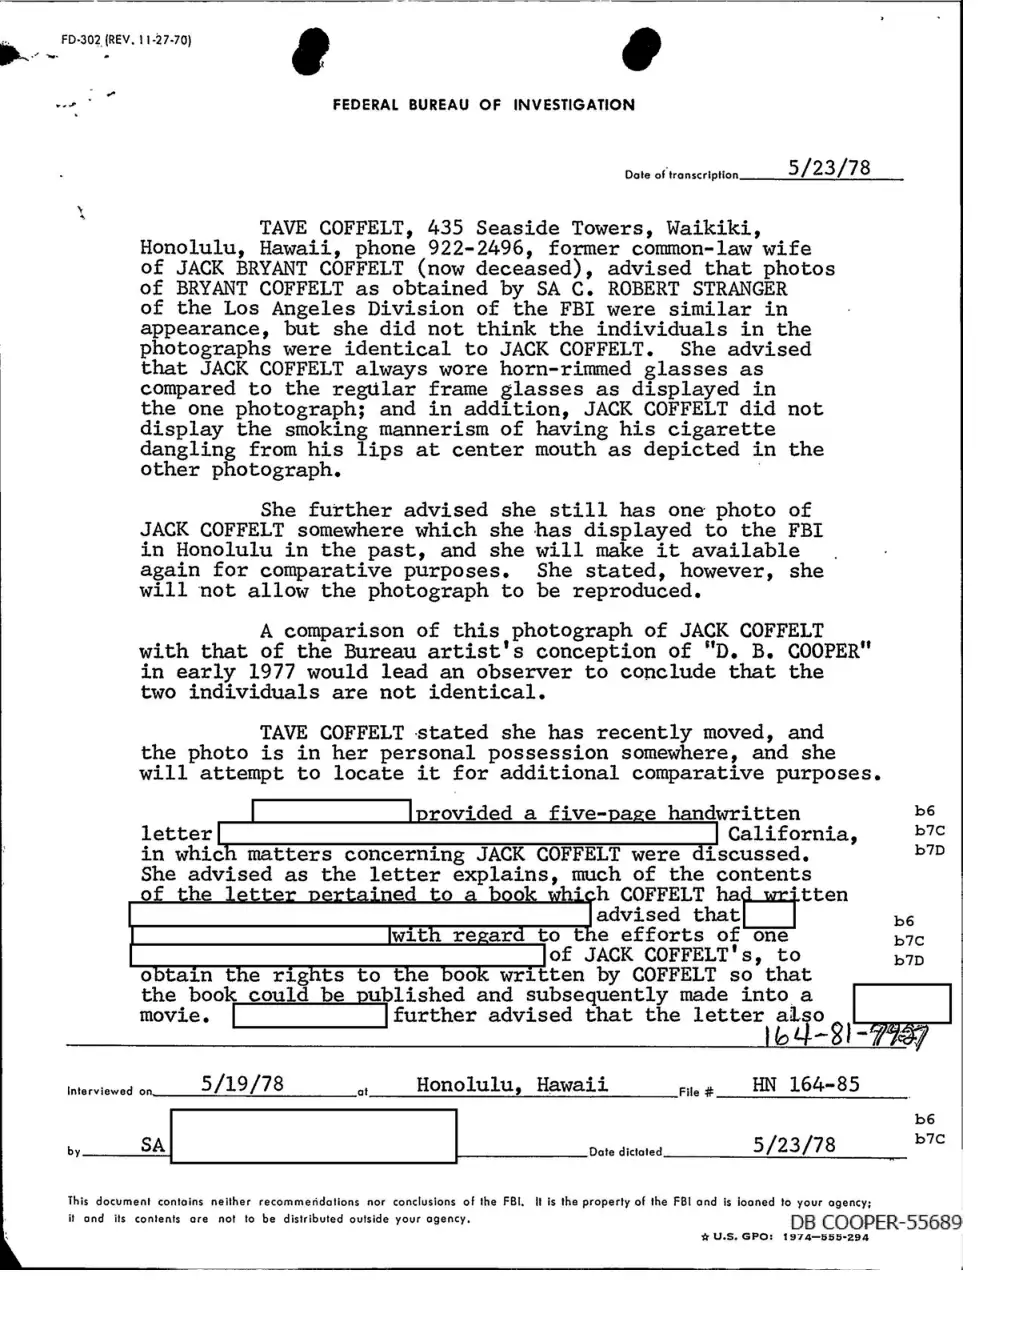 FD-302 (REV. 11-27-70)
FEDERAL BUREAU OF INVESTIGATION
Date of transcription 5/23/78
TAVE COFFELT, 435 Seaside Towers, Waikiki,
Honolulu, Hawaii, phone 922-2496, former common-law wife
of JACK BRYANT COFFELT (now deceased), advised that photos
of BRYANT COFFELT as obtained by SA C. ROBERT STRANGER
of the Los Angeles Division of the FBI were similar in
appearance, but she did not think the individuals in the
photographs were identical to JACK COFFELT. She advised
that JACK COFFELT always wore horn-rimmed glasses as
compared to the regular frame glasses as displayed in
the one photograph; and in addition, JACK COFFELT did not
display the smoking mannerism of having his cigarette
dangling from his lips at center mouth as depicted in the
other photograph.
She further advised she still has one photo of
JACK COFFELT somewhere which she has displayed to the FBI
in Honolulu in the past, and she will make it available
again for comparative purposes. She stated, however, she
will not allow the photograph to be reproduced.
A comparison of this photograph of JACK COFFELT
with that of the Bureau artist's conception of "D. B. COOPER"
in early 1977 would lead an observer to conclude that the
two individuals are not identical.
TAVE COFFELT stated she has recently moved, and
the photo is in her personal possession somewhere, and she
will attempt to locate it for additional comparative purposes.
provided a five-page handwritten b6
letter California, b7C
in which matters concerning JACK COFFELT were discussed. b7D
She advised as the letter explains, much of the contents
of the letter pertained to a book which COFFELT had written
advised that b6
with regard to the efforts of one b7C
of JACK COFFELT's, to b7D
obtain the rights to the book written by COFFELT so that
the book could be published and subsequently made into a
movie. further advised that the letter also
164-81-
Interviewed on 5/19/78 at Honolulu, Hawaii File # HN 164-85
b6
by SA Date dictated 5/23/78 b7C
This document contains neither recommendations nor conclusions of the FBI. It is the property of the FBI and is loaned to your agency;
it and its contents are not to be distributed outside your agency.
DB COOPER-55689
☆ U.S. GPO: 1974-555-294